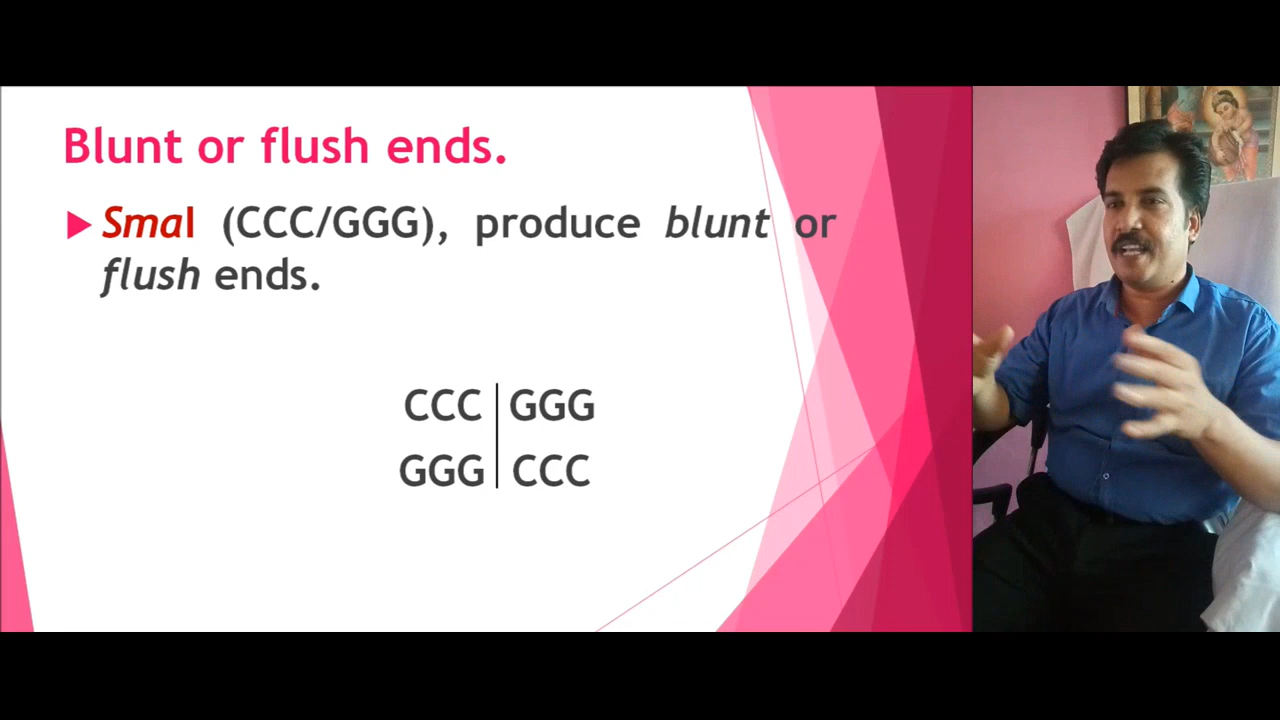 Blunt or flush ends.
SmaI (CCC/GGG), produce blunt or
flush ends.
CCC GGG
GGG CCC